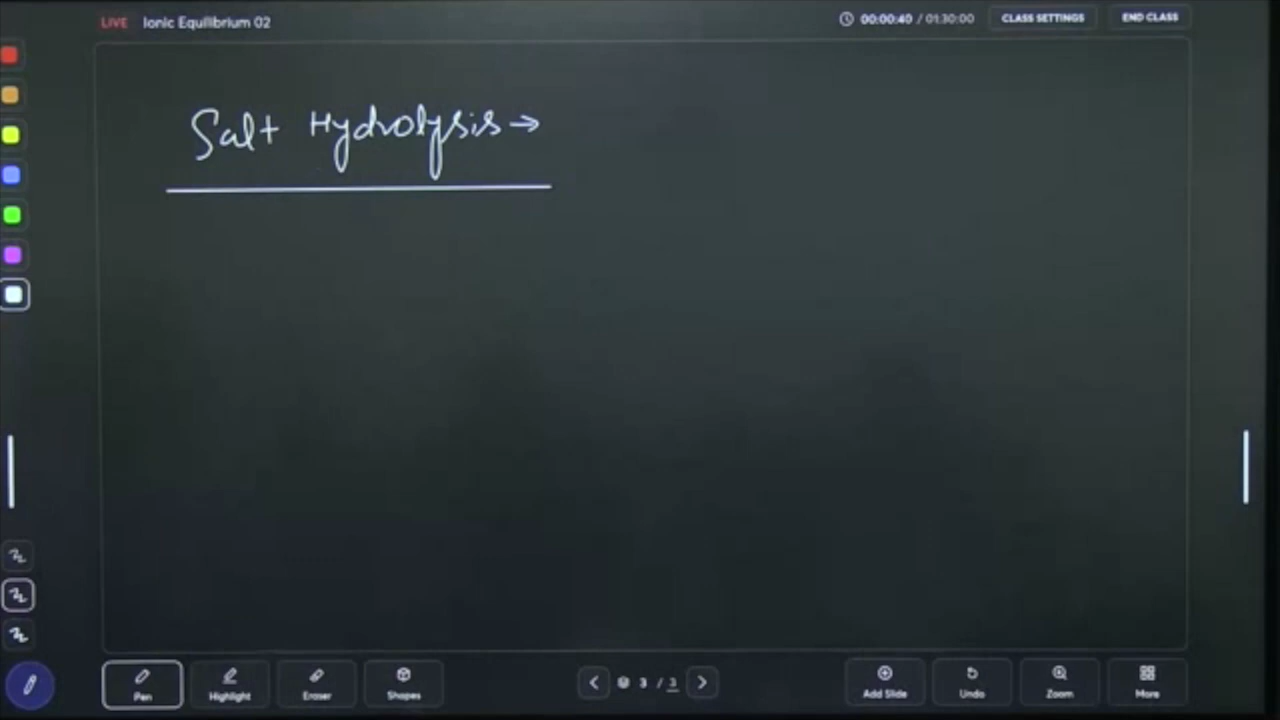 LIVE Ionic Equilibrium 02
00:00:40 / 01:30:00
CLASS SETTINGS
END CLASS
Salt Hydrolysis →
Pen
Highlight
Eraser
Shapes
3 / 3
Add Slide
Undo
Zoom
More